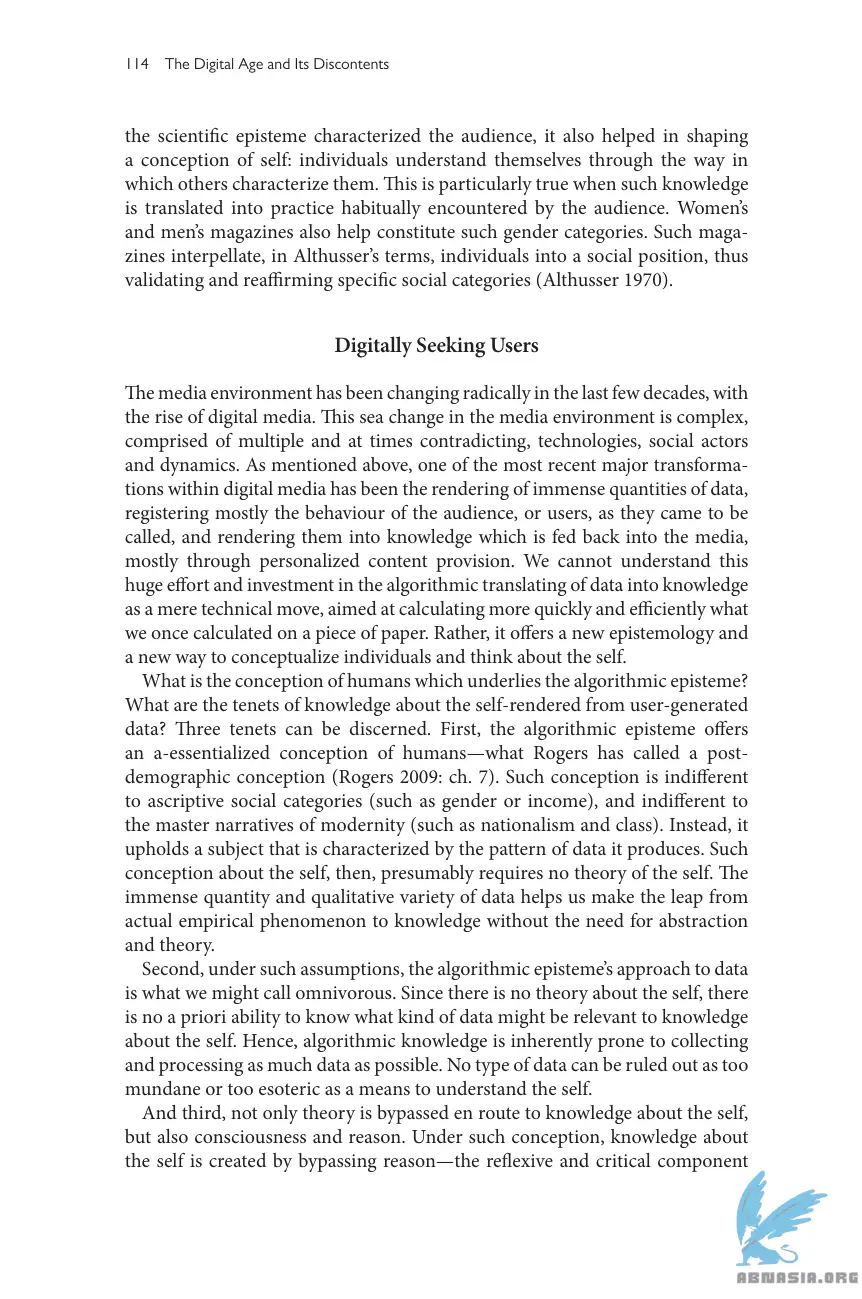 114 The Digital Age and Its Discontents
the scientific episteme characterized the audience, it also helped in shaping
a conception of self: individuals understand themselves through the way in
which others characterize them. This is particularly true when such knowledge
is translated into practice habitually encountered by the audience. Women’s
and men’s magazines also help constitute such gender categories. Such maga-
zines interpellate, in Althusser’s terms, individuals into a social position, thus
validating and reaffirming specific social categories (Althusser 1970).
Digitally Seeking Users
The media environment has been changing radically in the last few decades, with
the rise of digital media. This sea change in the media environment is complex,
comprised of multiple and at times contradicting, technologies, social actors
and dynamics. As mentioned above, one of the most recent major transforma-
tions within digital media has been the rendering of immense quantities of data,
registering mostly the behaviour of the audience, or users, as they came to be
called, and rendering them into knowledge which is fed back into the media,
mostly through personalized content provision. We cannot understand this
huge effort and investment in the algorithmic translating of data into knowledge
as a mere technical move, aimed at calculating more quickly and efficiently what
we once calculated on a piece of paper. Rather, it offers a new epistemology and
a new way to conceptualize individuals and think about the self.
What is the conception of humans which underlies the algorithmic episteme?
What are the tenets of knowledge about the self-rendered from user-generated
data? Three tenets can be discerned. First, the algorithmic episteme offers
an a-essentialized conception of humans—what Rogers has called a post-
demographic conception (Rogers 2009: ch. 7). Such conception is indifferent
to ascriptive social categories (such as gender or income), and indifferent to
the master narratives of modernity (such as nationalism and class). Instead, it
upholds a subject that is characterized by the pattern of data it produces. Such
conception about the self, then, presumably requires no theory of the self. The
immense quantity and qualitative variety of data helps us make the leap from
actual empirical phenomenon to knowledge without the need for abstraction
and theory.
Second, under such assumptions, the algorithmic episteme’s approach to data
is what we might call omnivorous. Since there is no theory about the self, there
is no a priori ability to know what kind of data might be relevant to knowledge
about the self. Hence, algorithmic knowledge is inherently prone to collecting
and processing as much data as possible. No type of data can be ruled out as too
mundane or too esoteric as a means to understand the self.
And third, not only theory is bypassed en route to knowledge about the self,
but also consciousness and reason. Under such conception, knowledge about
the self is created by bypassing reason—the reflexive and critical component
ABNASIA.ORG